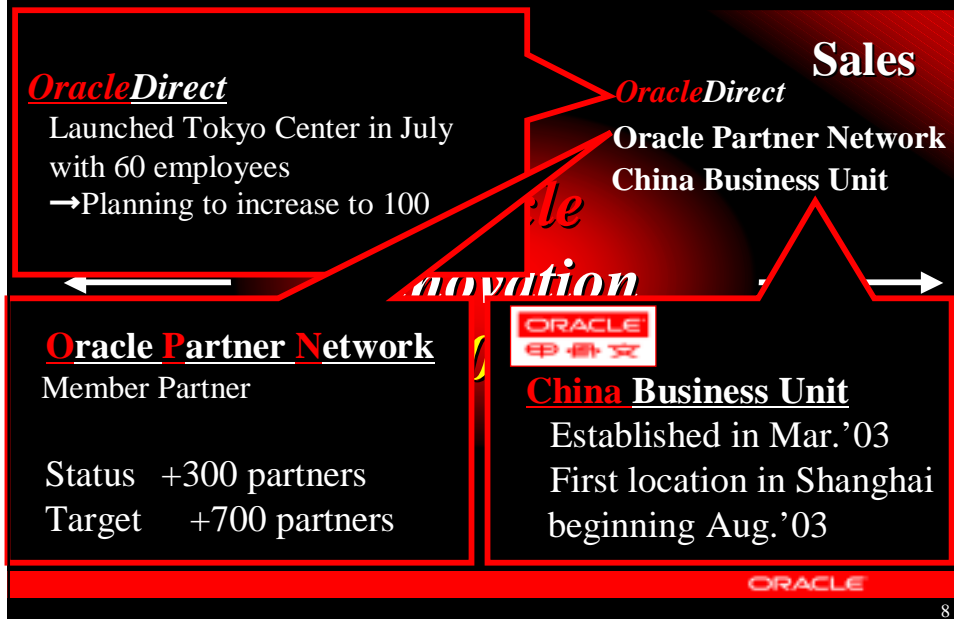 Sales
OracleDirect
Launched Tokyo Center in July
with 60 employees
→Planning to increase to 100
OracleDirect
Oracle Partner Network
China Business Unit
Oracle Partner Network
Member Partner
Status +300 partners
Target +700 partners
ORACLE
甲骨文
China Business Unit
Established in Mar.'03
First location in Shanghai
beginning Aug.'03
ORACLE
8